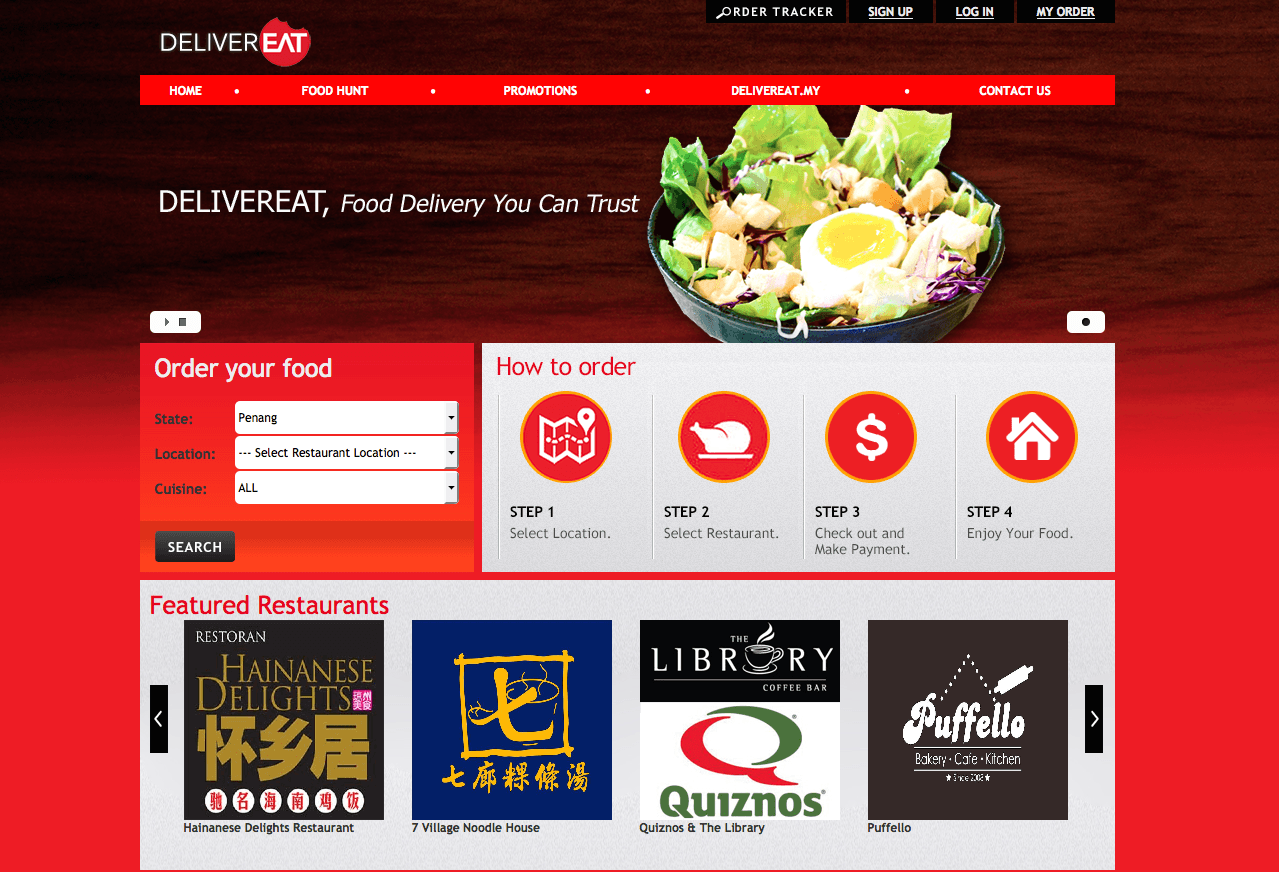 ORDER TRACKER
SIGN UP
LOG IN
MY ORDER
DELIVEREAT
HOME
FOOD HUNT
PROMOTIONS
DELIVEREAT.MY
CONTACT US
DELIVEREAT, Food Delivery You Can Trust
Order your food
State:
Penang
Location:
--- Select Restaurant Location ---
Cuisine:
ALL
SEARCH
How to order
$
STEP 1
Select Location.
STEP 2
Select Restaurant.
STEP 3
Check out and
Make Payment.
STEP 4
Enjoy Your Food.
Featured Restaurants
RESTORAN
HAINANESE
DELIGHTS
琼州
美食
怀乡居
驰名海南鸡饭
Hainanese Delights Restaurant
七
七廊粿條湯
7 Village Noodle House
THE
LIBRARY
COFFEE BAR
Quiznos®
Quiznos & The Library
Puffello
Bakery • Cafe • Kitchen
★ Since 2008 ★
Puffello